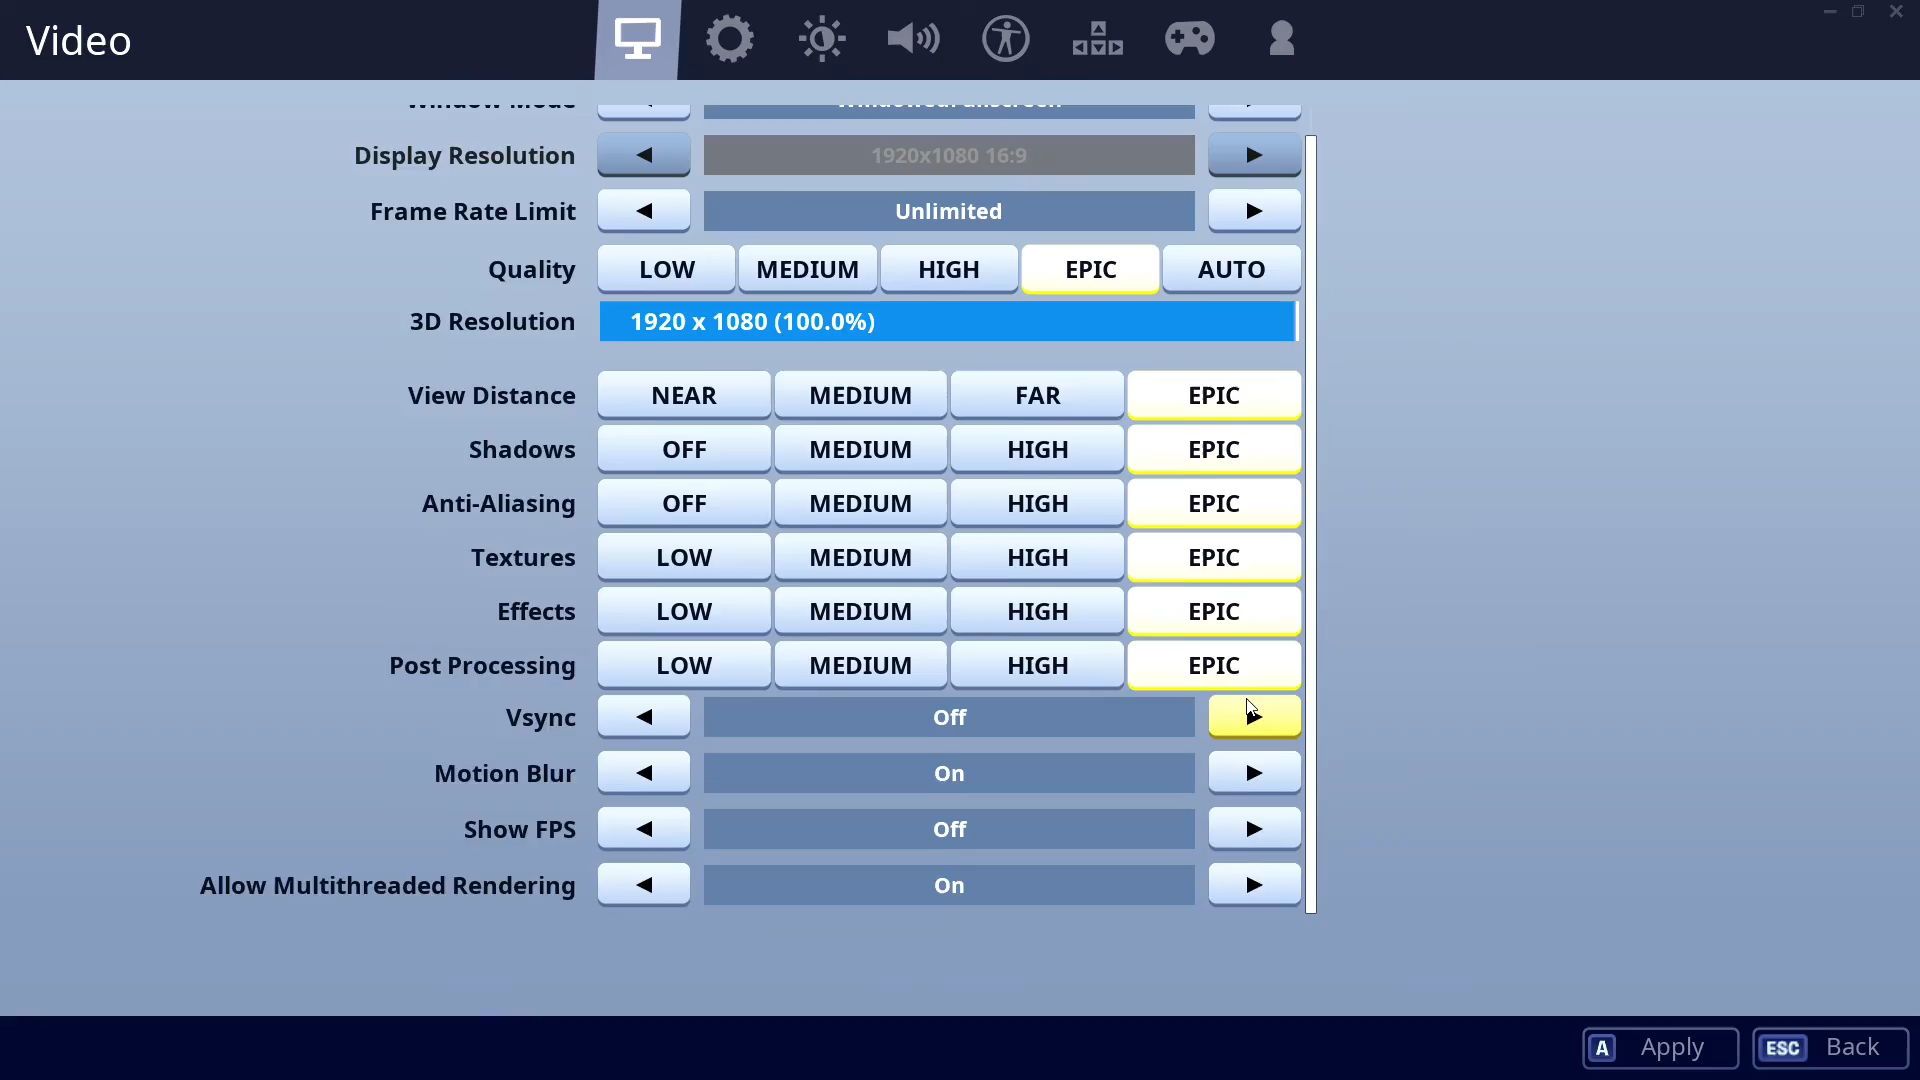 Video
Window Mode
Display Resolution 1920x1080 16:9
Frame Rate Limit Unlimited
Quality LOW MEDIUM HIGH EPIC AUTO
3D Resolution 1920 x 1080 (100.0%)
View Distance NEAR MEDIUM FAR EPIC
Shadows OFF MEDIUM HIGH EPIC
Anti-Aliasing OFF MEDIUM HIGH EPIC
Textures LOW MEDIUM HIGH EPIC
Effects LOW MEDIUM HIGH EPIC
Post Processing LOW MEDIUM HIGH EPIC
Vsync Off
Motion Blur On
Show FPS Off
Allow Multithreaded Rendering On
A Apply ESC Back